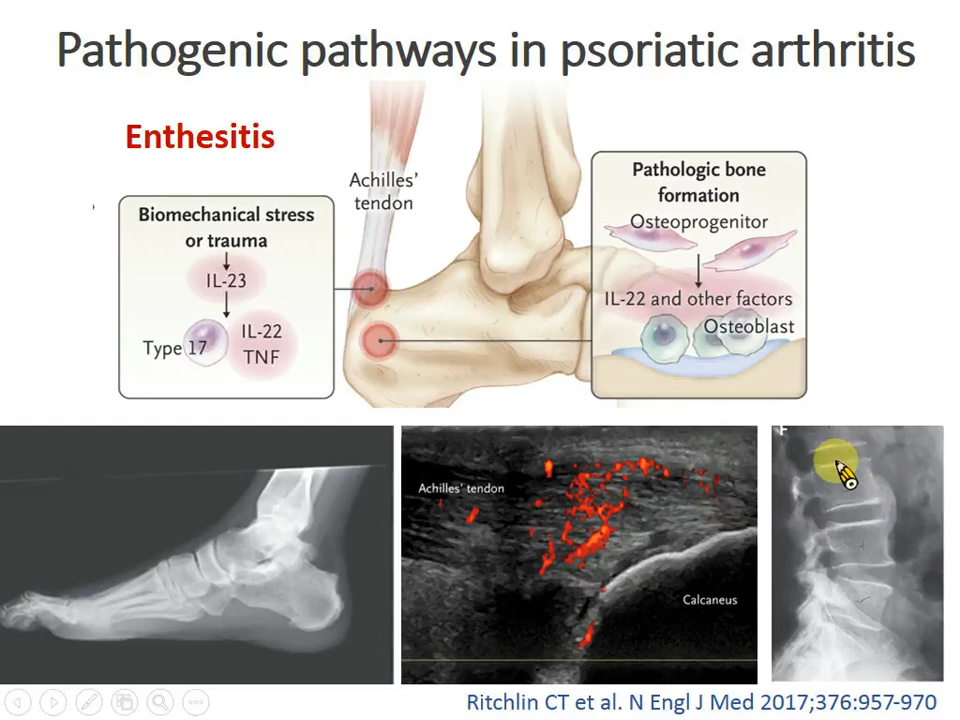 Pathogenic pathways in psoriatic arthritis
Enthesitis
Achilles’
tendon
Biomechanical stress
or trauma
IL-23
Type 17
IL-22
TNF
Pathologic bone
formation
Osteoprogenitor
IL-22 and other factors
Osteoblast
Achilles’ tendon
Calcaneus
F
Ritchlin CT et al. N Engl J Med 2017;376:957-970